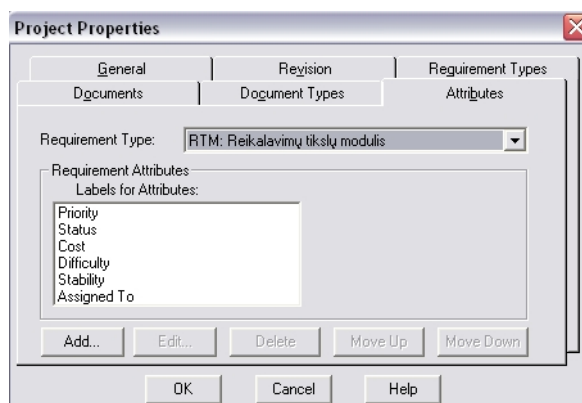 Project Properties
General
Revision
Requirement Types
Documents
Document Types
Attributes
Requirement Type:
RTM: Reikalavimų tikslų modulis
Requirement Attributes
Labels for Attributes:
Priority
Status
Cost
Difficulty
Stability
Assigned To
Add...
Edit...
Delete
Move Up
Move Down
OK
Cancel
Help